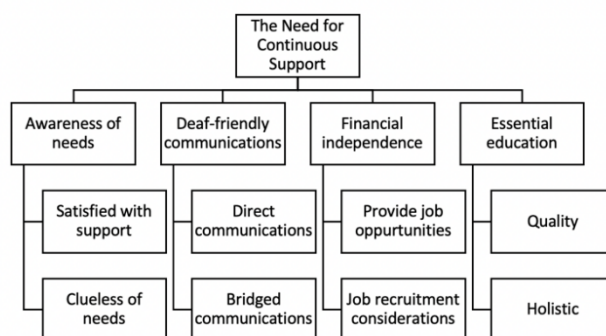 The Need for
Continuous
Support
Awareness of
needs
Deaf-friendly
communications
Financial
independence
Essential
education
Satisfied with
support
Direct
communications
Provide job
oppurtunities
Quality
Clueless of
needs
Bridged
communications
Job recruitment
considerations
Holistic